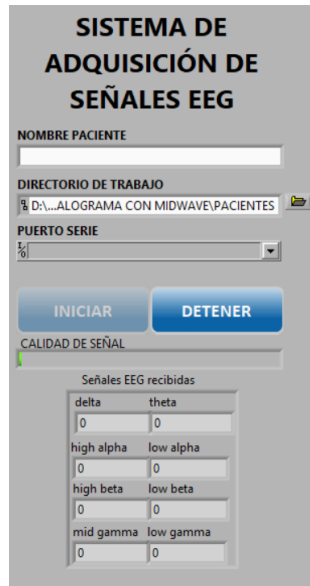 SISTEMA DE
ADQUISICIÓN DE
SEÑALES EEG
NOMBRE PACIENTE
DIRECTORIO DE TRABAJO
D:\...ALOGRAMA CON MIDWAVE\PACIENTES
PUERTO SERIE
I/O
INICIAR DETENER
CALIDAD DE SEÑAL
Señales EEG recibidas
delta theta
0 0
high alpha low alpha
0 0
high beta low beta
0 0
mid gamma low gamma
0 0